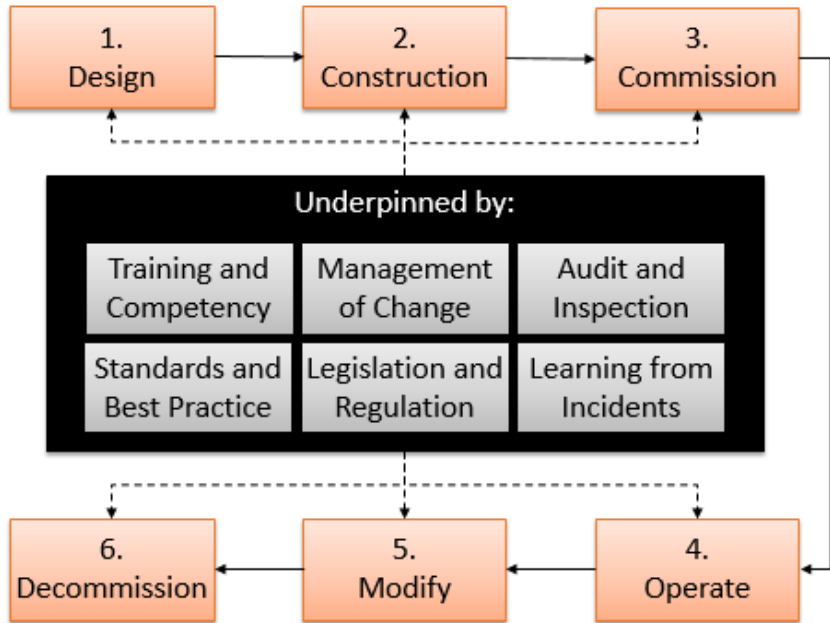 1.
Design
2.
Construction
3.
Commission
Underpinned by:
Training and
Competency
Management
of Change
Audit and
Inspection
Standards and
Best Practice
Legislation and
Regulation
Learning from
Incidents
6.
Decommission
5.
Modify
4.
Operate